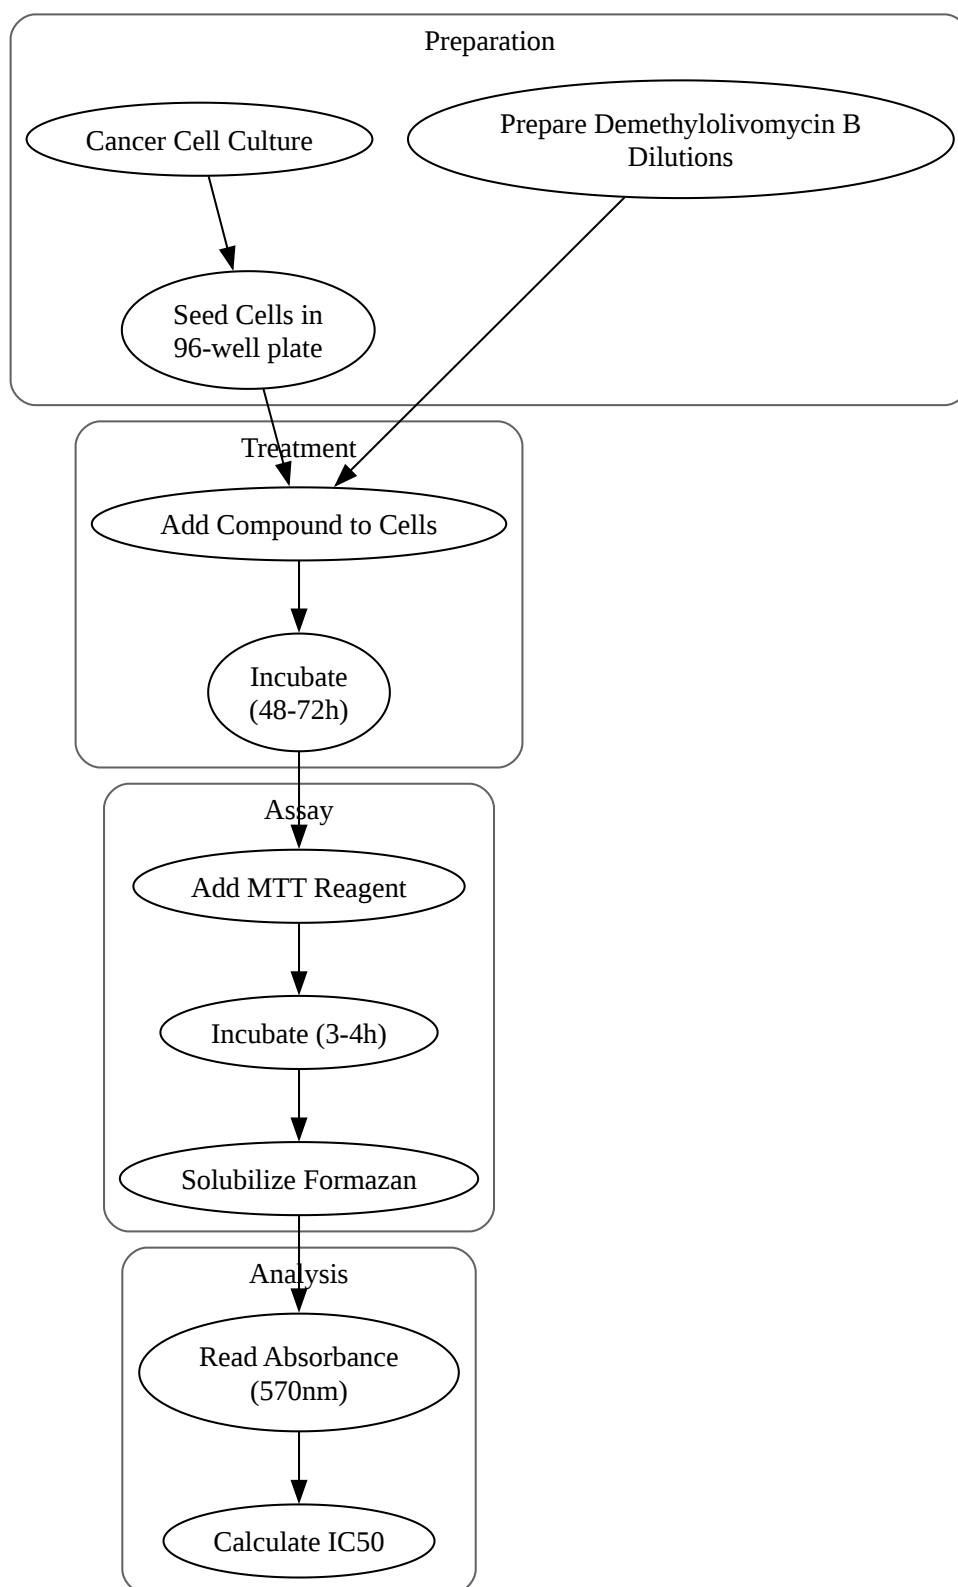 Preparation
Cancer Cell Culture
Prepare Demethylolivomycin B
Dilutions
Seed Cells in
96-well plate
Treatment
Add Compound to Cells
Incubate
(48-72h)
Assay
Add MTT Reagent
Incubate (3-4h)
Solubilize Formazan
Analysis
Read Absorbance
(570nm)
Calculate IC50